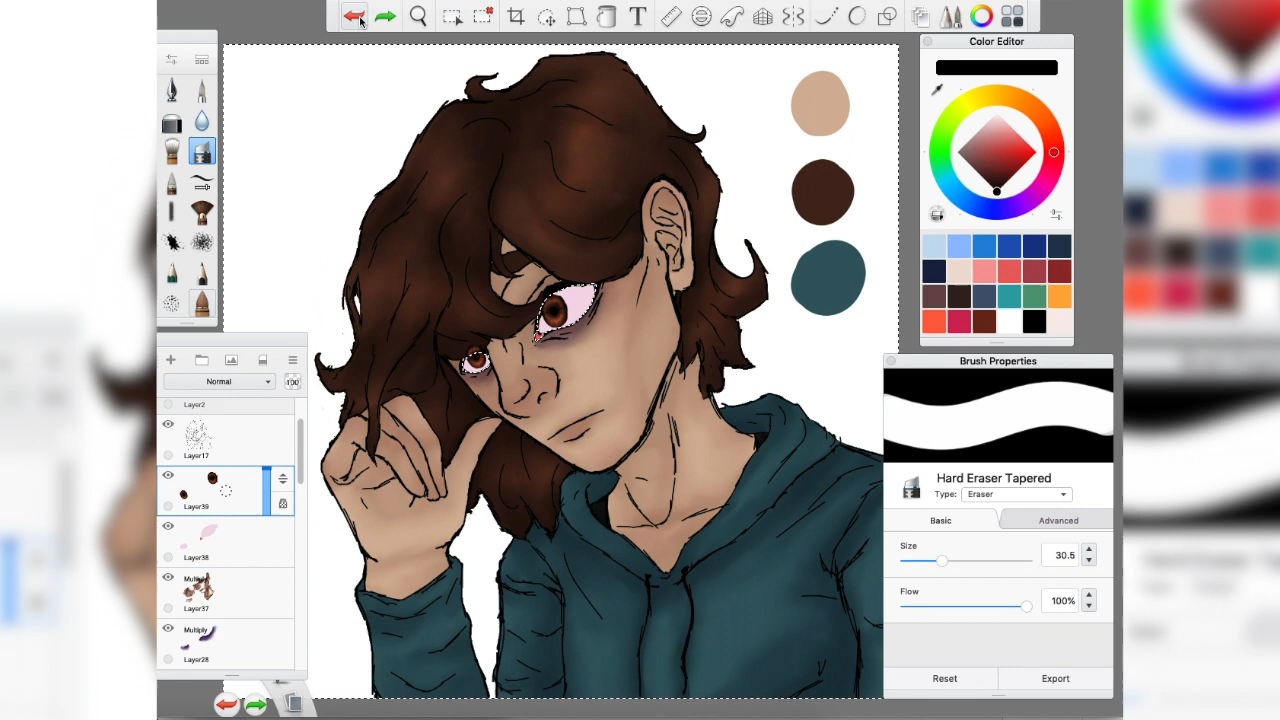 T
Color Editor
Normal
100
Layer2
Layer17
Layer39
Layer38
Multiply
Layer37
Multiply
Layer28
Brush Properties
Hard Eraser Tapered
Type: Eraser
Basic
Advanced
Size
30.5
Flow
100%
Reset
Export